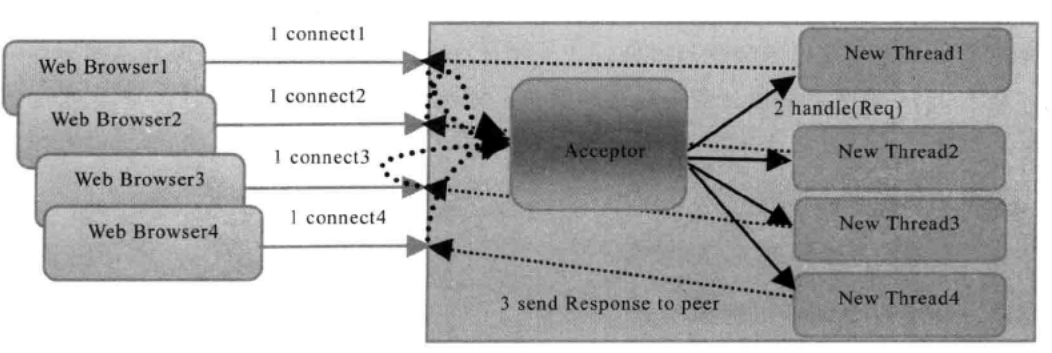 1 connect1
Web Browser1
1 connect2
Web Browser2
1 connect3
Web Browser3
1 connect4
Web Browser4
Acceptor
New Thread1
2 handle(Req)
New Thread2
New Thread3
New Thread4
3 send Response to peer